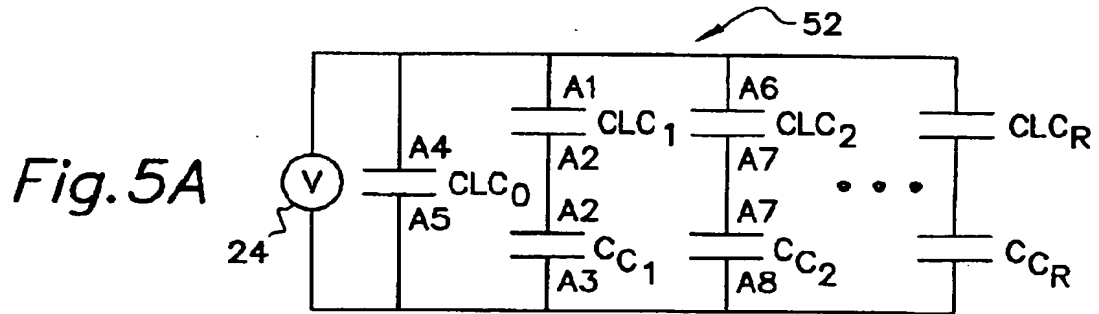 Fig. 5A
52
V
24
A4
CLC0
A5
A1
CLC1
A2
A2
CC1
A3
A6
CLC2
A7
A7
CC2
A8
CLCR
CCR